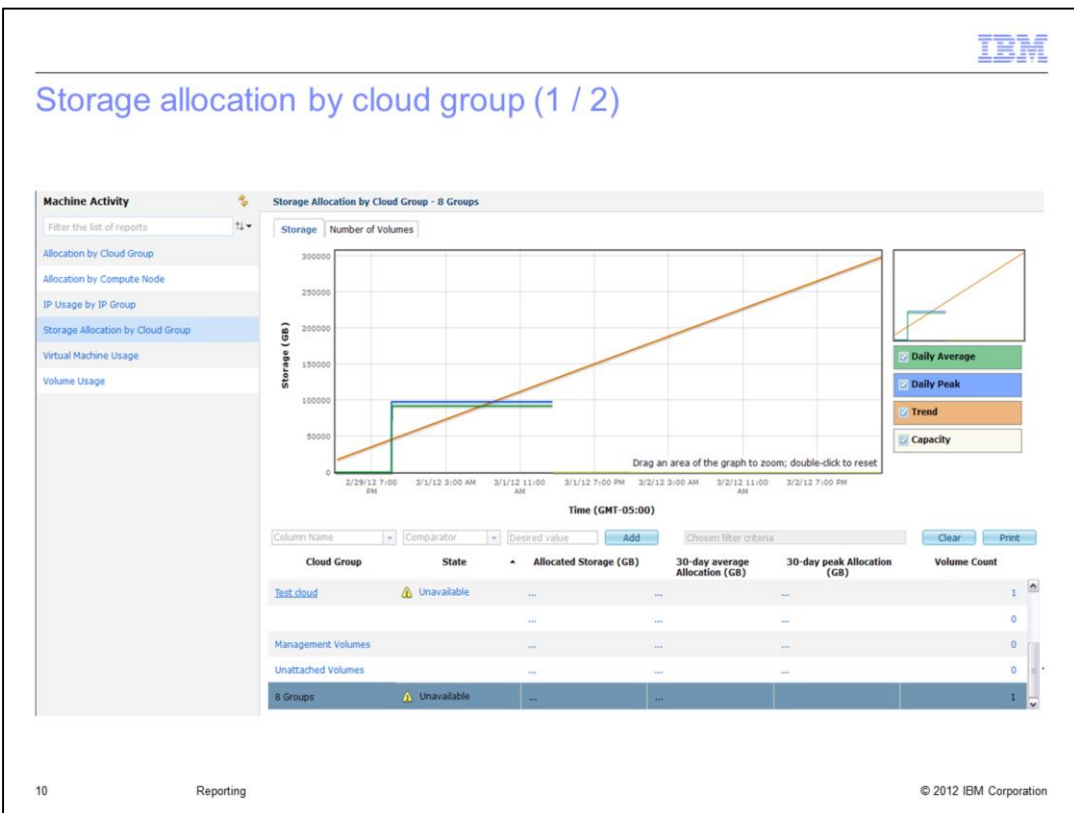 IBM
Storage allocation by cloud group (1 / 2)
Machine Activity
Filter the list of reports
Allocation by Cloud Group
Allocation by Compute Node
IP Usage by IP Group
Storage Allocation by Cloud Group
Virtual Machine Usage
Volume Usage
Storage Allocation by Cloud Group - 8 Groups
Storage Number of Volumes
Storage (GB)
300000
250000
200000
150000
100000
50000
0
Drag an area of the graph to zoom; double-click to reset
2/29/12 7:00 PM
3/1/12 3:00 AM
3/1/12 11:00 AM
3/1/12 7:00 PM
3/2/12 3:00 AM
3/2/12 11:00 AM
3/2/12 7:00 PM
Time (GMT-05:00)
Daily Average
Daily Peak
Trend
Capacity
Column Name Comparator Desired value Add Chosen filter criteria Clear Print
Cloud Group State Allocated Storage (GB) 30-day average Allocation (GB) 30-day peak Allocation (GB) Volume Count
Test cloud Unavailable ... ... ... 1
... ... ... 0
Management Volumes ... ... ... 0
Unattached Volumes ... ... ... 0
8 Groups Unavailable ... ... 1
10 Reporting © 2012 IBM Corporation